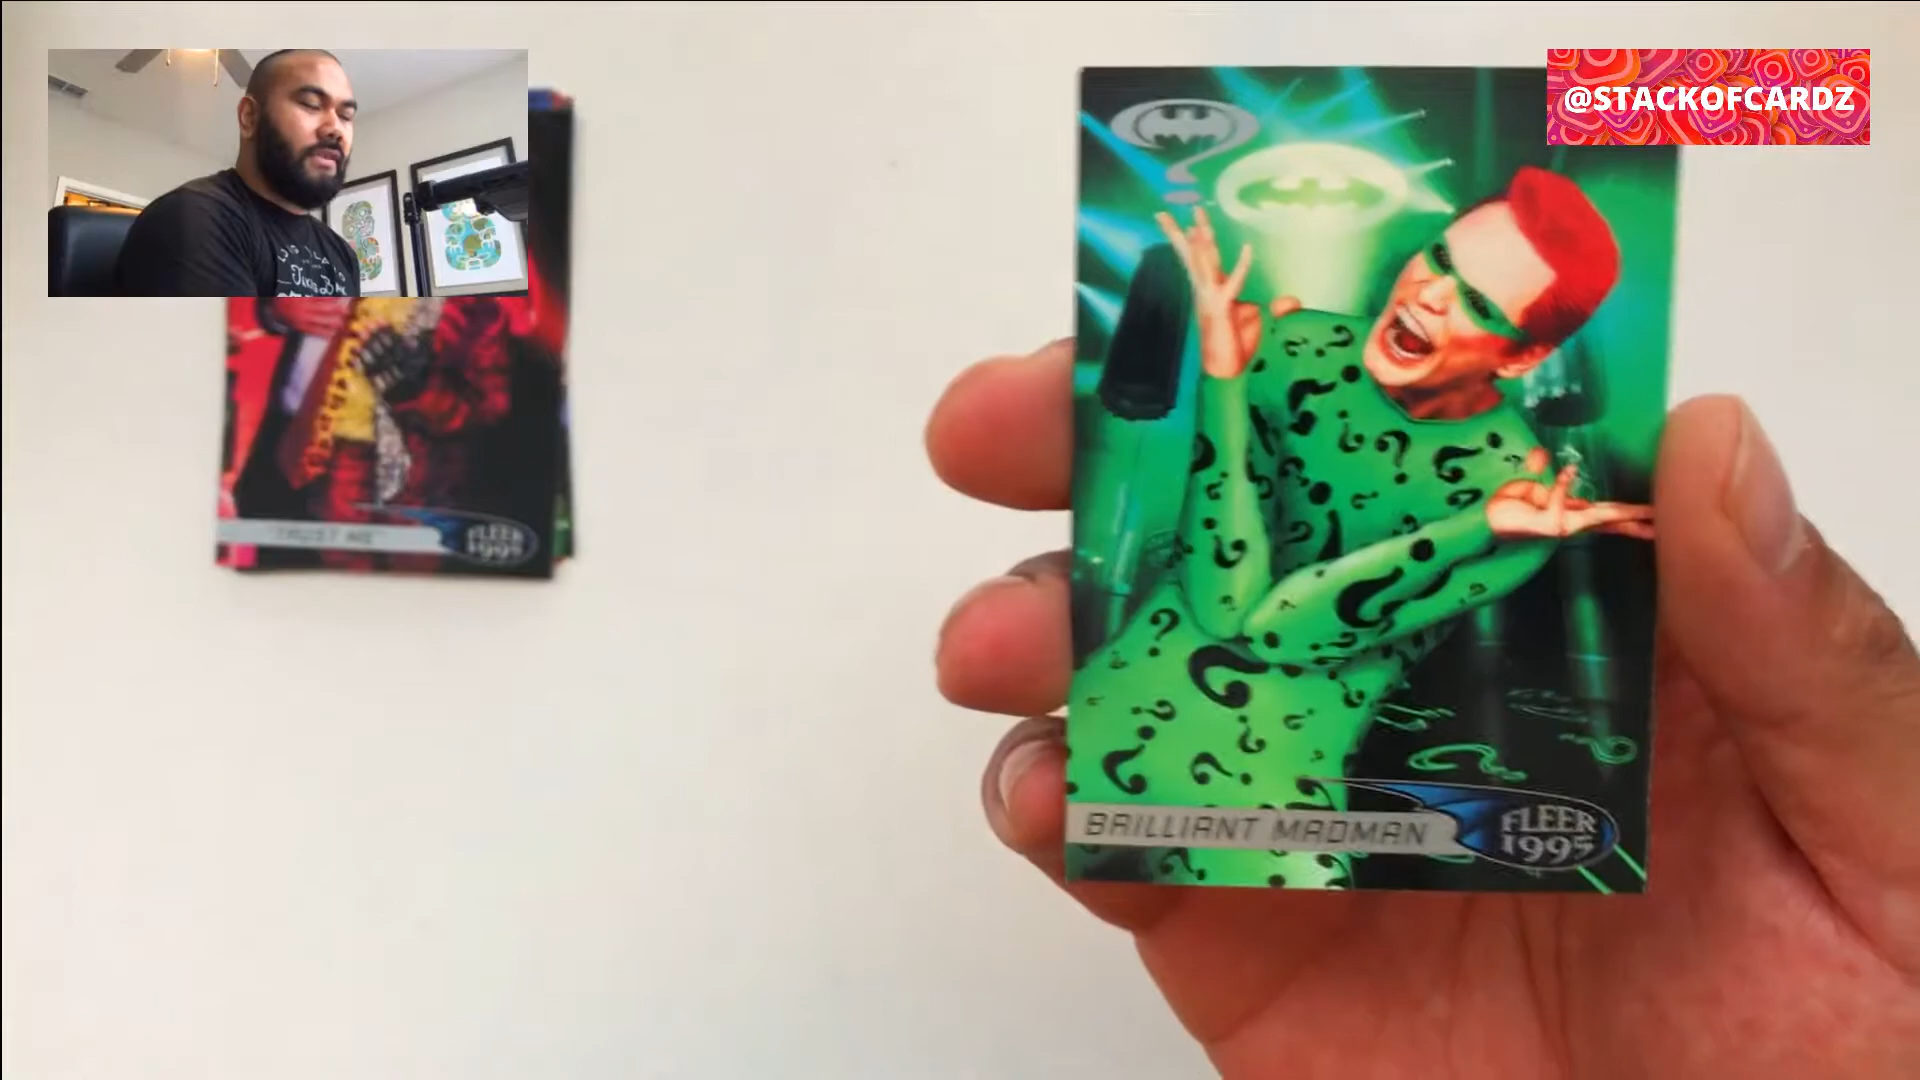 @STACKOFCARDZ
TRUST ME
FLEER
1995
BRILLIANT MADMAN
FLEER
1995